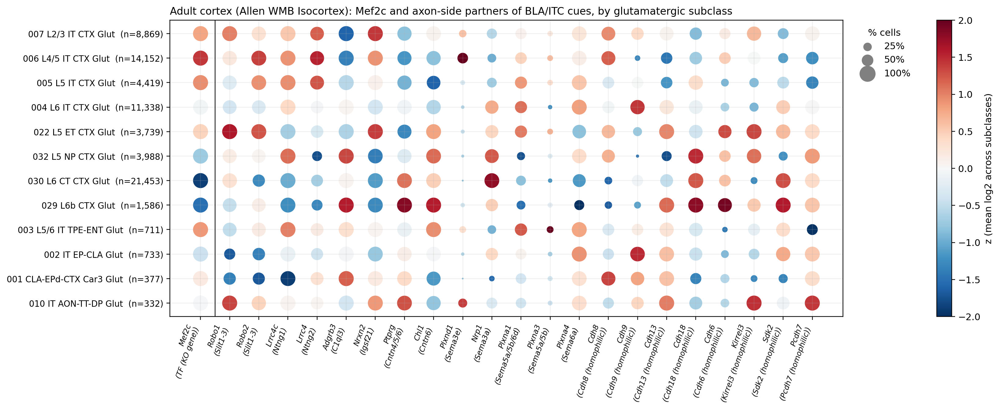 Adult cortex (Allen WMB Isocortex): Mef2c and axon-side partners of BLA/ITC cues, by glutamatergic subclass
007 L2/3 IT CTX Glut (n=8,869)
006 L4/5 IT CTX Glut (n=14,152)
005 L5 IT CTX Glut (n=4,419)
004 L6 IT CTX Glut (n=11,338)
022 L5 ET CTX Glut (n=3,739)
032 L5 NP CTX Glut (n=3,988)
030 L6 CT CTX Glut (n=21,453)
029 L6b CTX Glut (n=1,586)
003 L5/6 IT TPE-ENT Glut (n=711)
002 IT EP-CLA Glut (n=733)
001 CLA-EPd-CTX Car3 Glut (n=377)
010 IT AON-TT-DP Glut (n=332)
Mef2c
(TF (KO gene))
Robo1
(Slit1-3)
Robo2
(Slit1-3)
Lrrc4c
(Ntng1)
Lrrc4
(Ntng2)
Adgrb3
(C1ql3)
Nrxn2
(Igsf21)
Ptprg
(Cntn4/5/6)
Chl1
(Cntn6)
Plxnd1
(Sema3e)
Nrp1
(Sema3a)
Plxna1
(Sema5a/5b/6d)
Plxna3
(Sema5a/5b)
Plxna4
(Sema6a)
Cdh8
(Cdh8 (homophilic))
Cdh9
(Cdh9 (homophilic))
Cdh13
(Cdh13 (homophilic))
Cdh18
(Cdh18 (homophilic))
Cdh6
(Cdh6 (homophilic))
Kirrel3
(Kirrel3 (homophilic))
Sdk2
(Sdk2 (homophilic))
Pcdh7
(Pcdh7 (homophilic))
% cells
25%
50%
100%
2.0
1.5
1.0
0.5
0.0
−0.5
−1.0
−1.5
−2.0
z (mean log2 across subclasses)